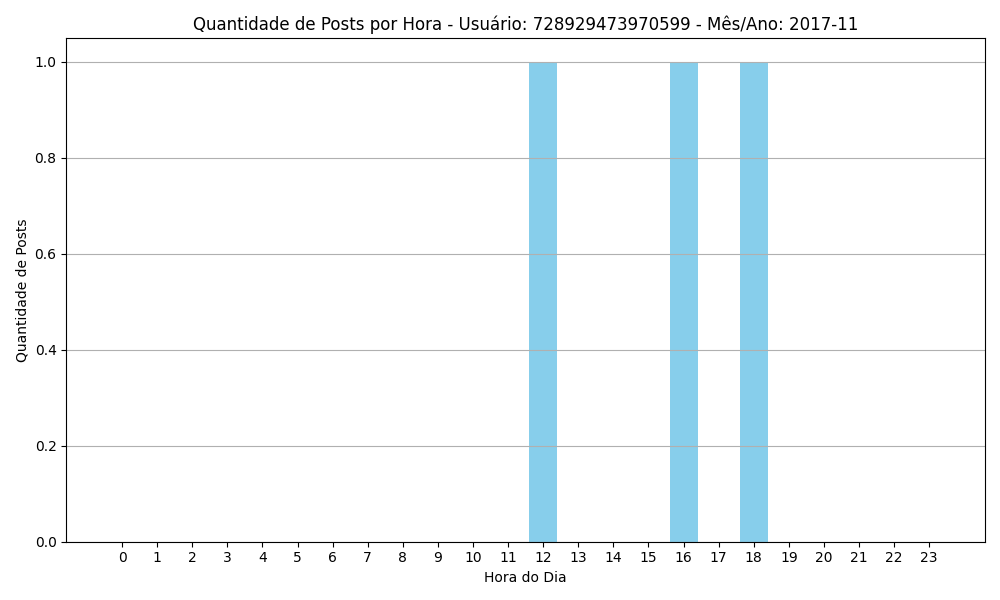 Quantidade de Posts por Hora - Usuário: 728929473970599 - Mês/Ano: 2017-11
Quantidade de Posts
1.0
0.8
0.6
0.4
0.2
0.0
0 1 2 3 4 5 6 7 8 9 10 11 12 13 14 15 16 17 18 19 20 21 22 23
Hora do Dia